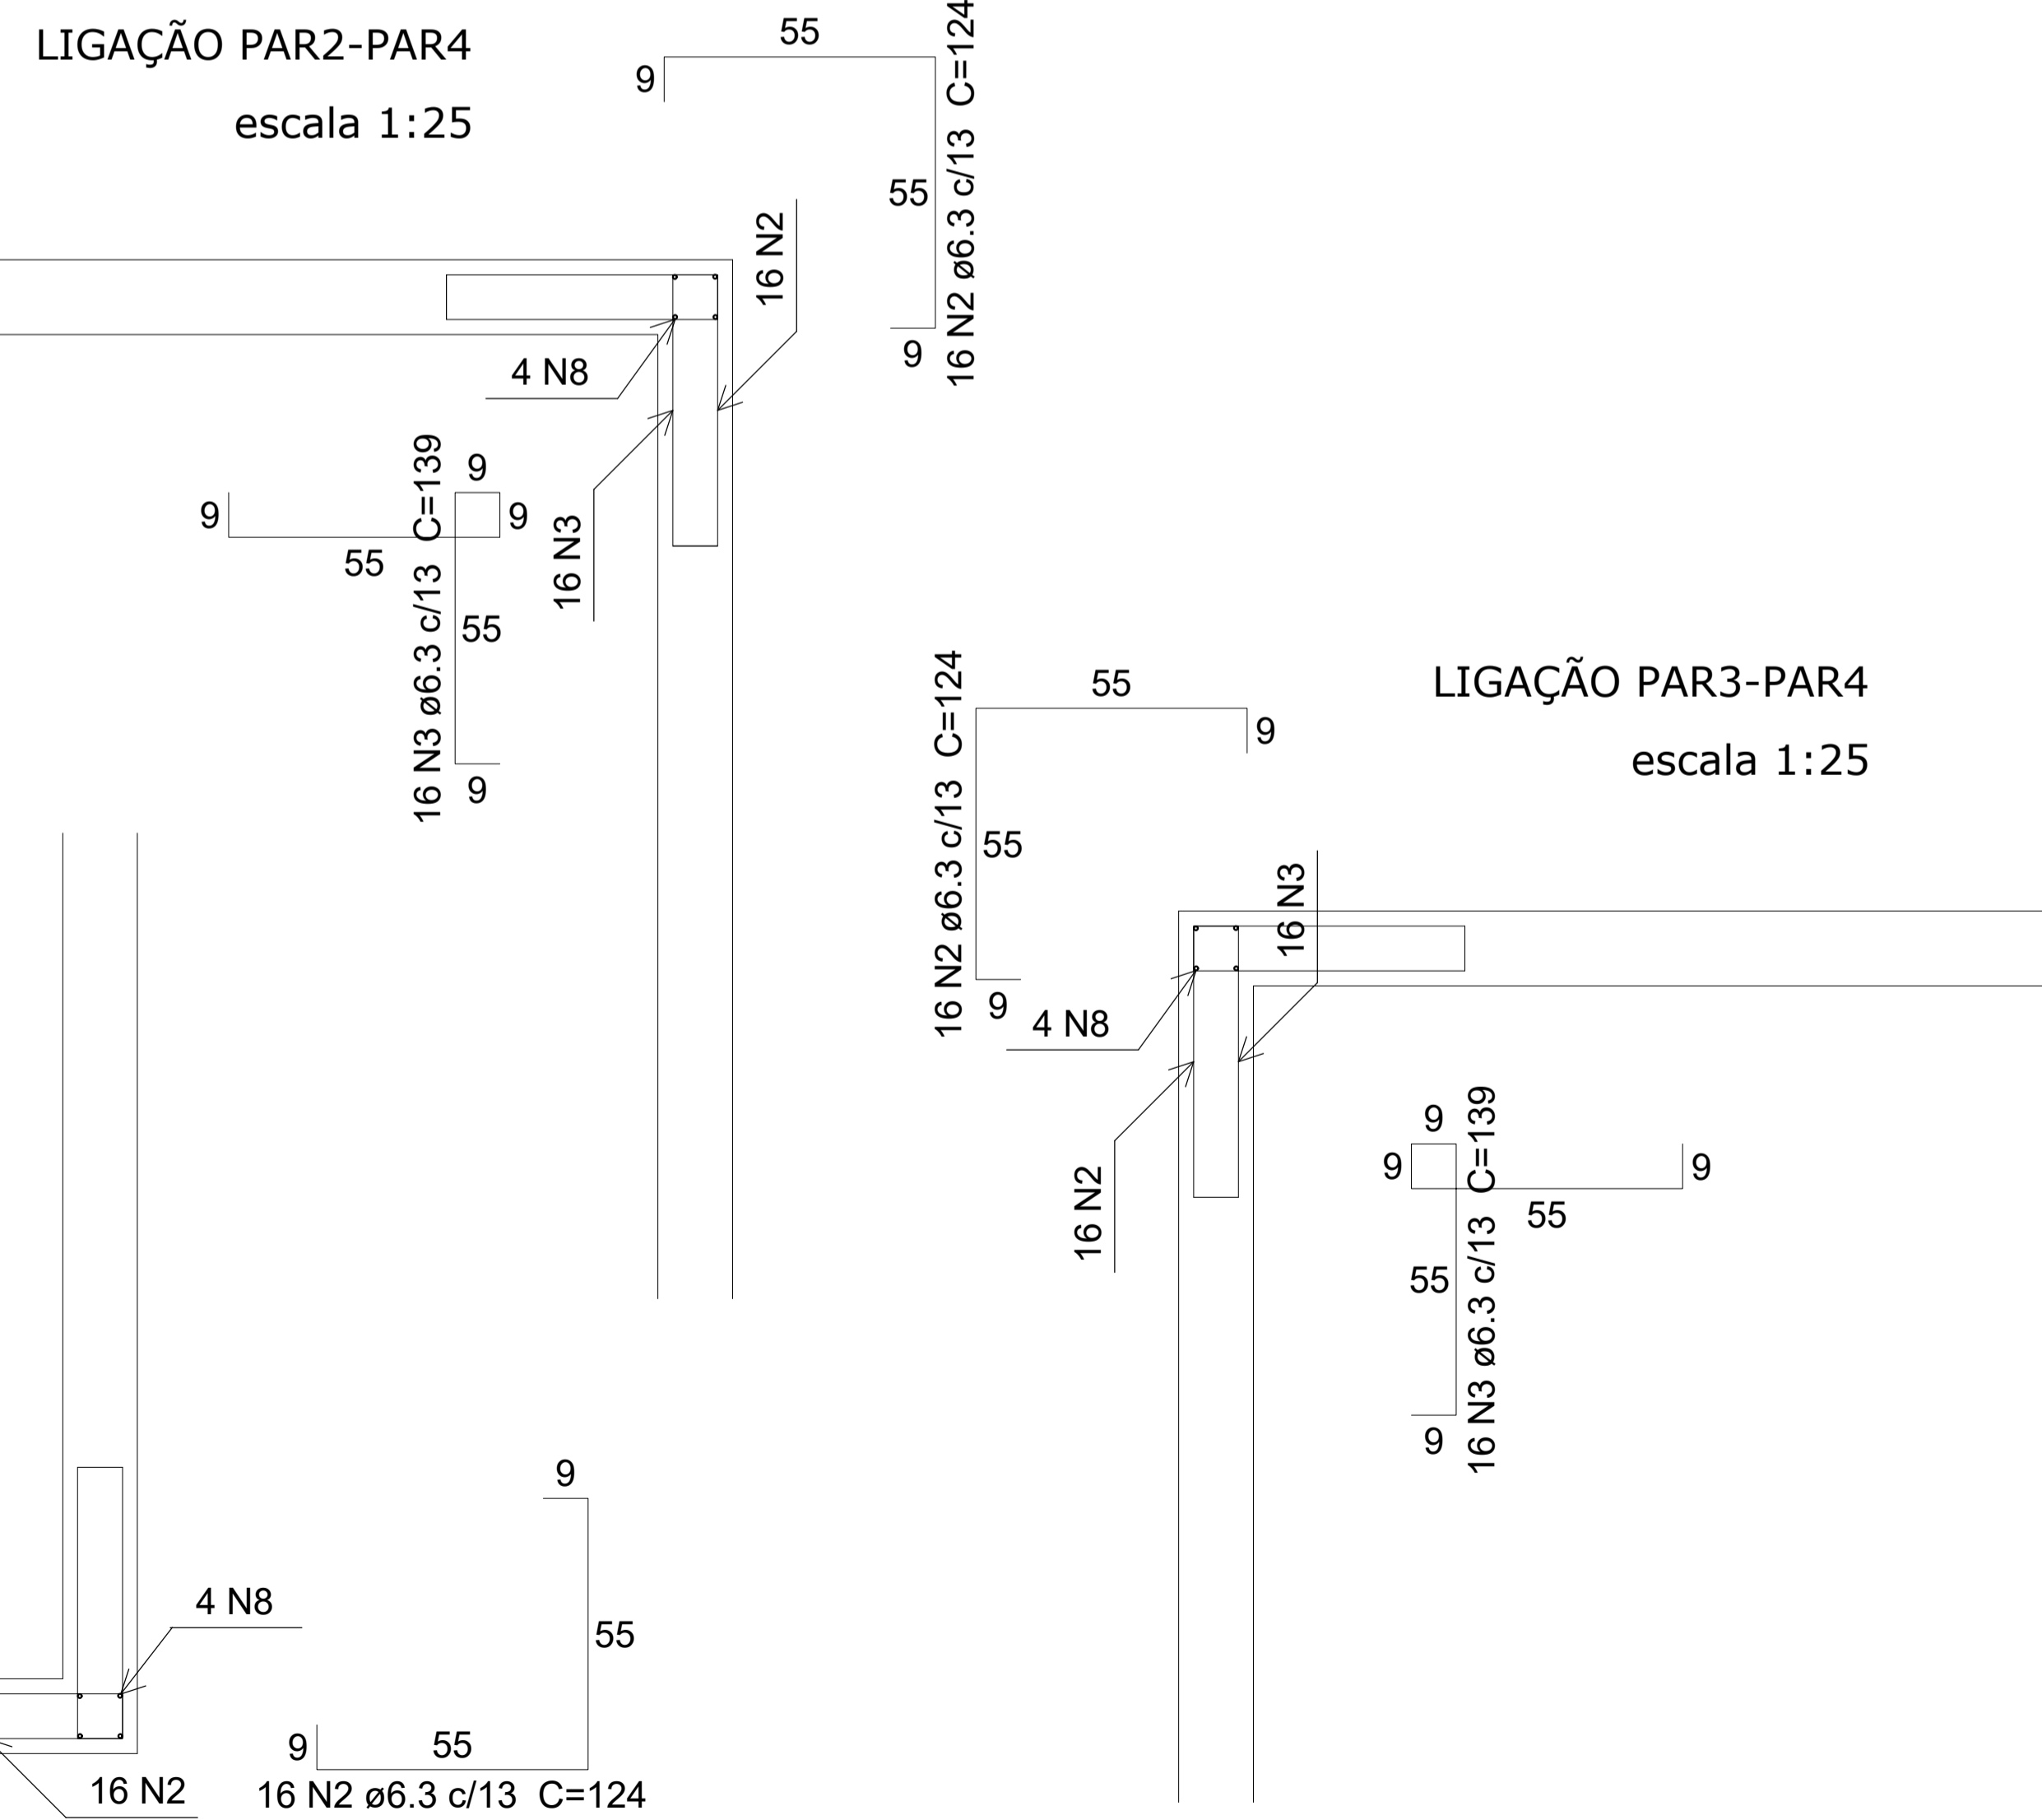 LIGAÇÃO PAR2-PAR4
escala 1:25
55
9
55
9
16 N2 ø6.3 c/13 C=124
16 N2
4 N8
16 N3
9
9
9
55
55
9
16 N3 ø6.3 c/13 C=139
LIGAÇÃO PAR3-PAR4
escala 1:25
55
9
55
9
16 N2 ø6.3 c/13 C=124
16 N3
4 N8
16 N2
9
9
9
55
55
9
16 N3 ø6.3 c/13 C=139
9
55
9
55
16 N2 ø6.3 c/13 C=124
4 N8
16 N2